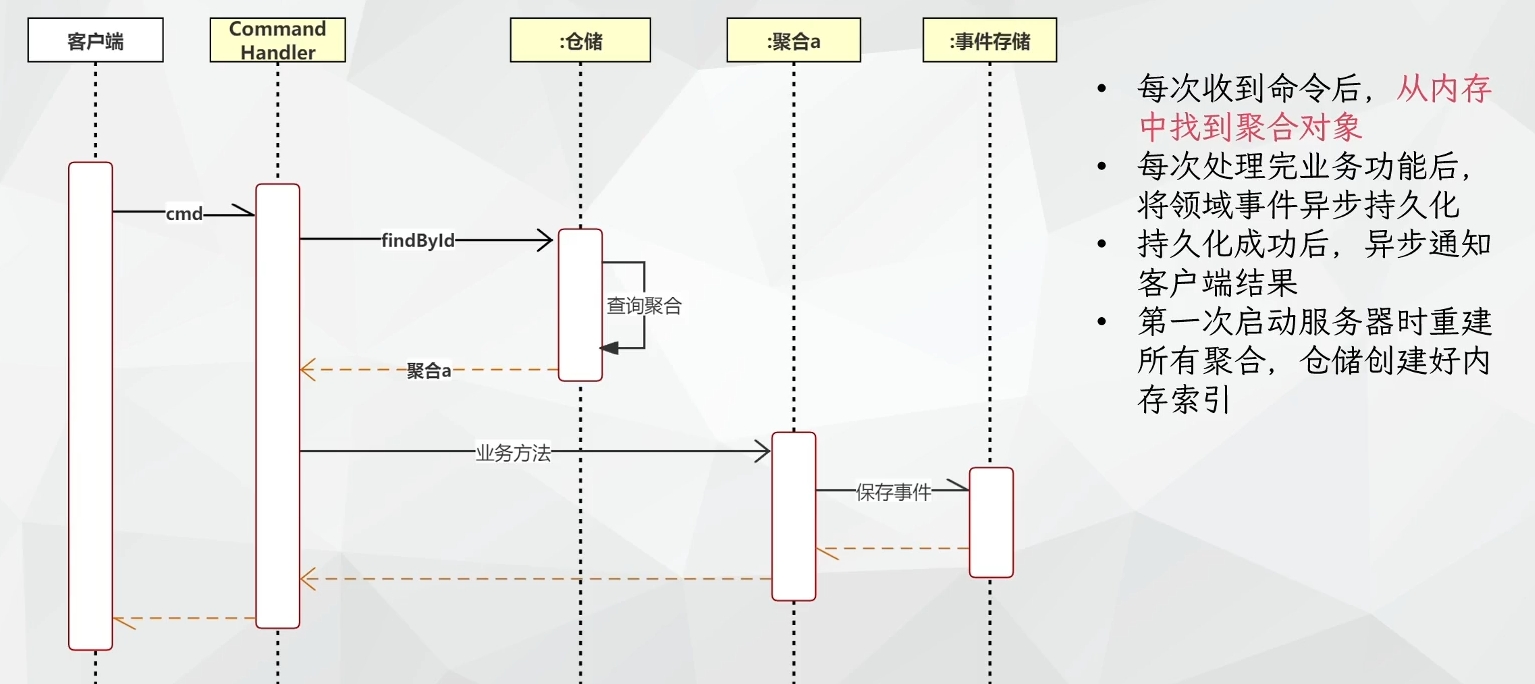 客户端
Command
Handler
:仓储
:聚合a
:事件存储
cmd
findById
查询聚合
聚合a
业务方法
保存事件
• 每次收到命令后，从内存
中找到聚合对象
• 每次处理完业务功能后，
将领域事件异步持久化
• 持久化成功后，异步通知
客户端结果
• 第一次启动服务器时重建
所有聚合，仓储创建好内
存索引